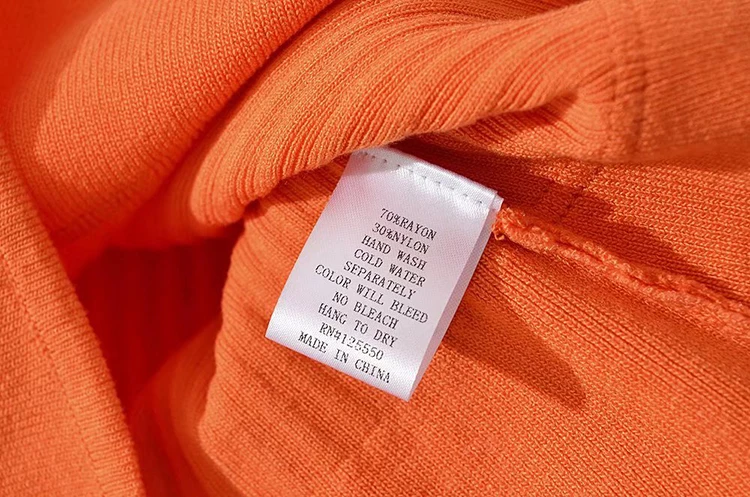 70%RAYON
30%NYLON
HAND WASH
COLD WATER
SEPARATELY
COLOR WILL BLEED
NO BLEACH
HANG TO DRY
RN#125550
MADE IN CHINA